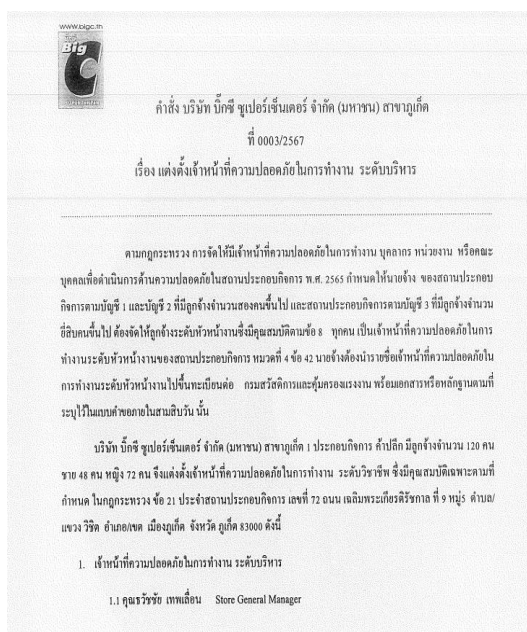 www.bigc.th
Big
C
คำสั่ง บริษัท บิ๊กซี ซูเปอร์เซ็นเตอร์ จำกัด (มหาชน) สาขาภูเก็ต
ที่ 0003/2567
เรื่อง แต่งตั้งเจ้าหน้าที่ความปลอดภัยในการทำงาน ระดับบริหาร
ตามกฎกระทรวง การจัดให้มีเจ้าหน้าที่ความปลอดภัยในการทำงาน บุคลากร หน่วยงาน หรือคณะ
บุคคลเพื่อดำเนินการด้านความปลอดภัยในสถานประกอบกิจการ พ.ศ. 2565 กำหนดให้นายจ้าง ของสถานประกอบ
กิจการตามบัญชี 1 และบัญชี 2 ที่มีลูกจ้างจำนวนสองคนขึ้นไป และสถานประกอบกิจการตามบัญชี 3 ที่มีลูกจ้างจำนวน
ยี่สิบคนขึ้นไป ต้องจัดให้ลูกจ้างระดับหัวหน้างานซึ่งมีคุณสมบัติตามข้อ 8 ทุกคน เป็นเจ้าหน้าที่ความปลอดภัยในการ
ทำงานระดับหัวหน้างานของสถานประกอบกิจการ หมวดที่ 4 ข้อ 42 นายจ้างต้องนำรายชื่อเจ้าหน้าที่ความปลอดภัยใน
การทำงานระดับหัวหน้างานไปขึ้นทะเบียนต่อ กรมสวัสดิการและคุ้มครองแรงงาน พร้อมเอกสารหรือหลักฐานตามที่
ระบุไว้ในแบบคำขอภายในสามสิบวัน นั้น
บริษัท บิ๊กซี ซูเปอร์เซ็นเตอร์ จำกัด (มหาชน) สาขาภูเก็ต 1 ประกอบกิจการ ค้าปลีก มีลูกจ้างจำนวน 120 คน
ชาย 48 คน หญิง 72 คน จึงแต่งตั้งเจ้าหน้าที่ความปลอดภัยในการทำงาน ระดับวิชาชีพ ซึ่งมีคุณสมบัติเฉพาะตามที่
กำหนด ในกฎกระทรวง ข้อ 21 ประจำสถานประกอบกิจการ เลขที่ 72 ถนน เฉลิมพระเกียรติรัชกาล ที่ 9 หมู่5 ตำบล/
แขวง วิชิต อำเภอ/เขต เมืองภูเก็ต จังหวัด ภูเก็ต 83000 ดังนี้
1. เจ้าหน้าที่ความปลอดภัยในการทำงาน ระดับบริหาร
1.1 คุณธวัชชัย เทพเลื่อน Store General Manager